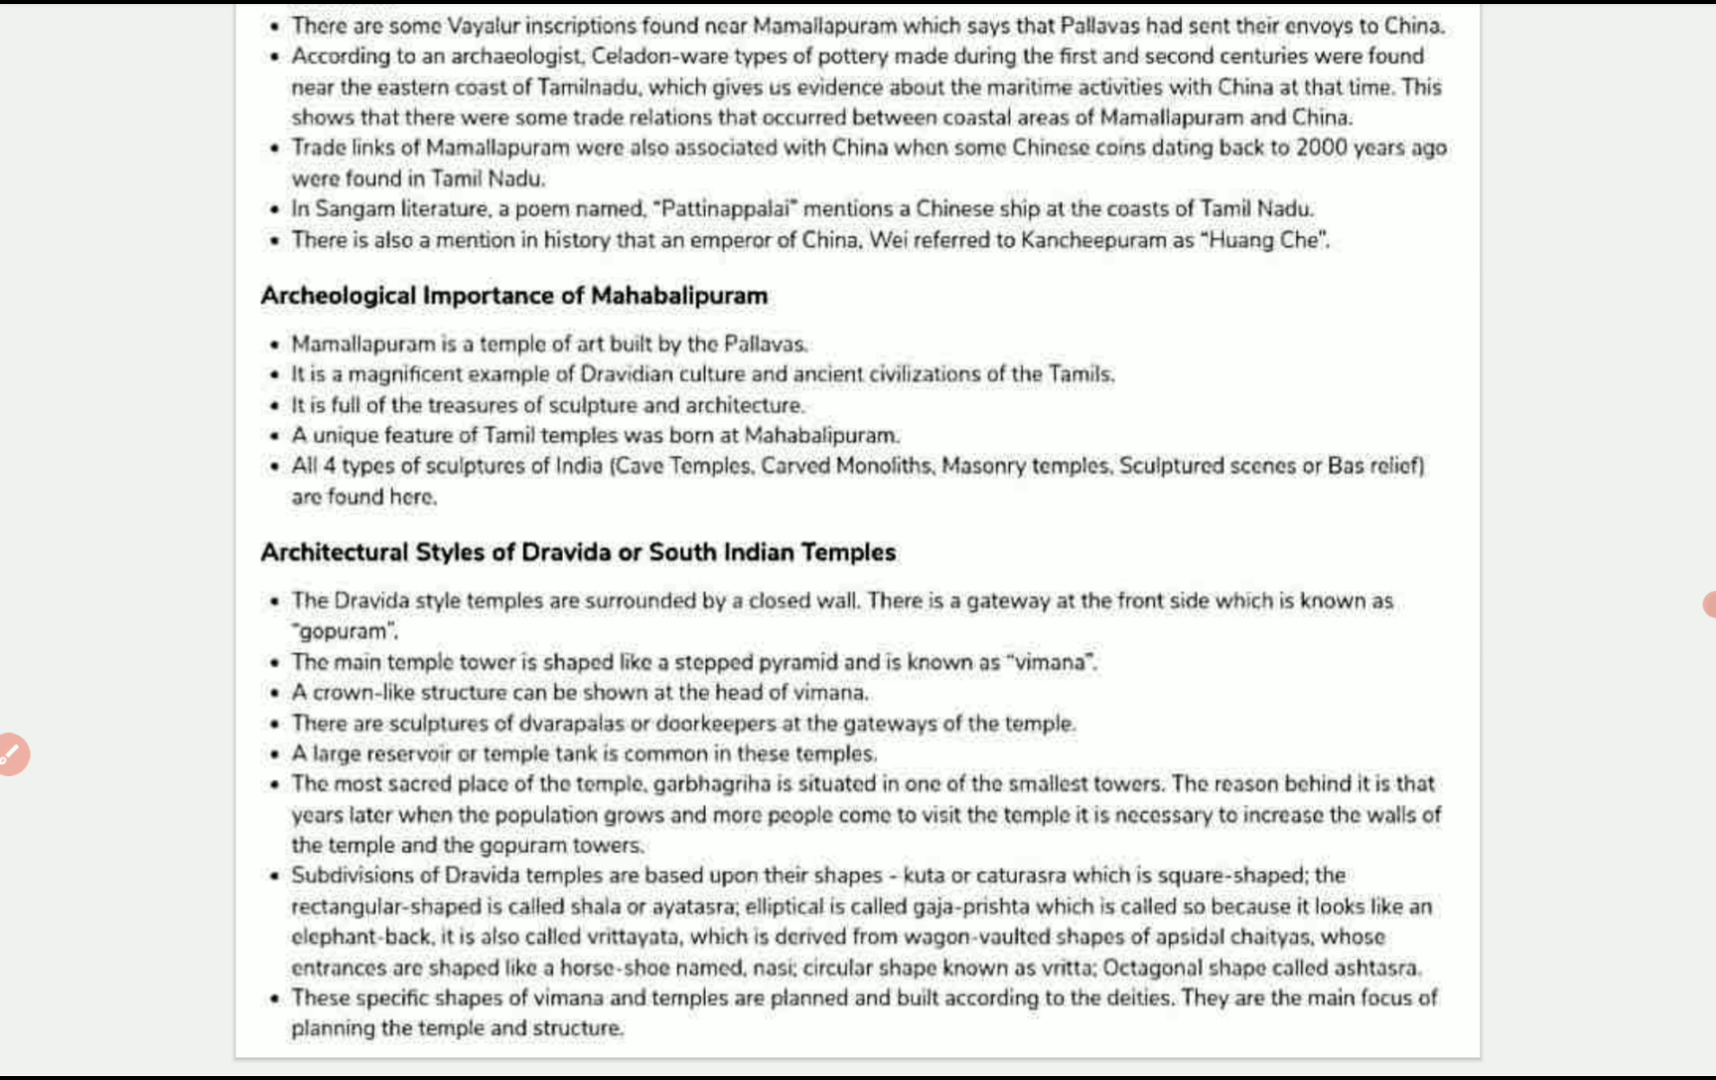 • There are some Vayalur inscriptions found near Mamallapuram which says that Pallavas had sent their envoys to China.
• According to an archaeologist, Celadon-ware types of pottery made during the first and second centuries were found
near the eastern coast of Tamilnadu, which gives us evidence about the maritime activities with China at that time. This
shows that there were some trade relations that occurred between coastal areas of Mamallapuram and China.
• Trade links of Mamallapuram were also associated with China when some Chinese coins dating back to 2000 years ago
were found in Tamil Nadu.
• In Sangam literature, a poem named, "Pattinappalai" mentions a Chinese ship at the coasts of Tamil Nadu.
• There is also a mention in history that an emperor of China, Wei referred to Kancheepuram as "Huang Che".
Archeological Importance of Mahabalipuram
• Mamallapuram is a temple of art built by the Pallavas.
• It is a magnificent example of Dravidian culture and ancient civilizations of the Tamils.
• It is full of the treasures of sculpture and architecture.
• A unique feature of Tamil temples was born at Mahabalipuram.
• All 4 types of sculptures of India (Cave Temples, Carved Monoliths, Masonry temples, Sculptured scenes or Bas relief)
are found here.
Architectural Styles of Dravida or South Indian Temples
• The Dravida style temples are surrounded by a closed wall. There is a gateway at the front side which is known as
"gopuram".
• The main temple tower is shaped like a stepped pyramid and is known as "vimana".
• A crown-like structure can be shown at the head of vimana.
• There are sculptures of dvarapalas or doorkeepers at the gateways of the temple.
• A large reservoir or temple tank is common in these temples.
• The most sacred place of the temple, garbhagriha is situated in one of the smallest towers. The reason behind it is that
years later when the population grows and more people come to visit the temple it is necessary to increase the walls of
the temple and the gopuram towers.
• Subdivisions of Dravida temples are based upon their shapes - kuta or caturasra which is square-shaped; the
rectangular-shaped is called shala or ayatasra; elliptical is called gaja-prishta which is called so because it looks like an
elephant-back, it is also called vrittayata, which is derived from wagon-vaulted shapes of apsidal chaityas, whose
entrances are shaped like a horse-shoe named, nasi; circular shape known as vritta; Octagonal shape called ashtasra.
• These specific shapes of vimana and temples are planned and built according to the deities. They are the main focus of
planning the temple and structure.